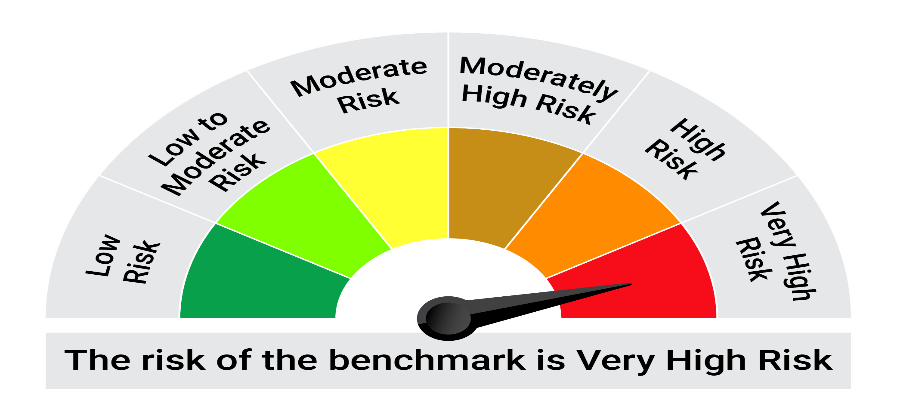 Low
Risk
Low to
Moderate
Risk
Moderate
Risk
Moderately
High Risk
High
Risk
Very High
Risk
The risk of the benchmark is Very High Risk